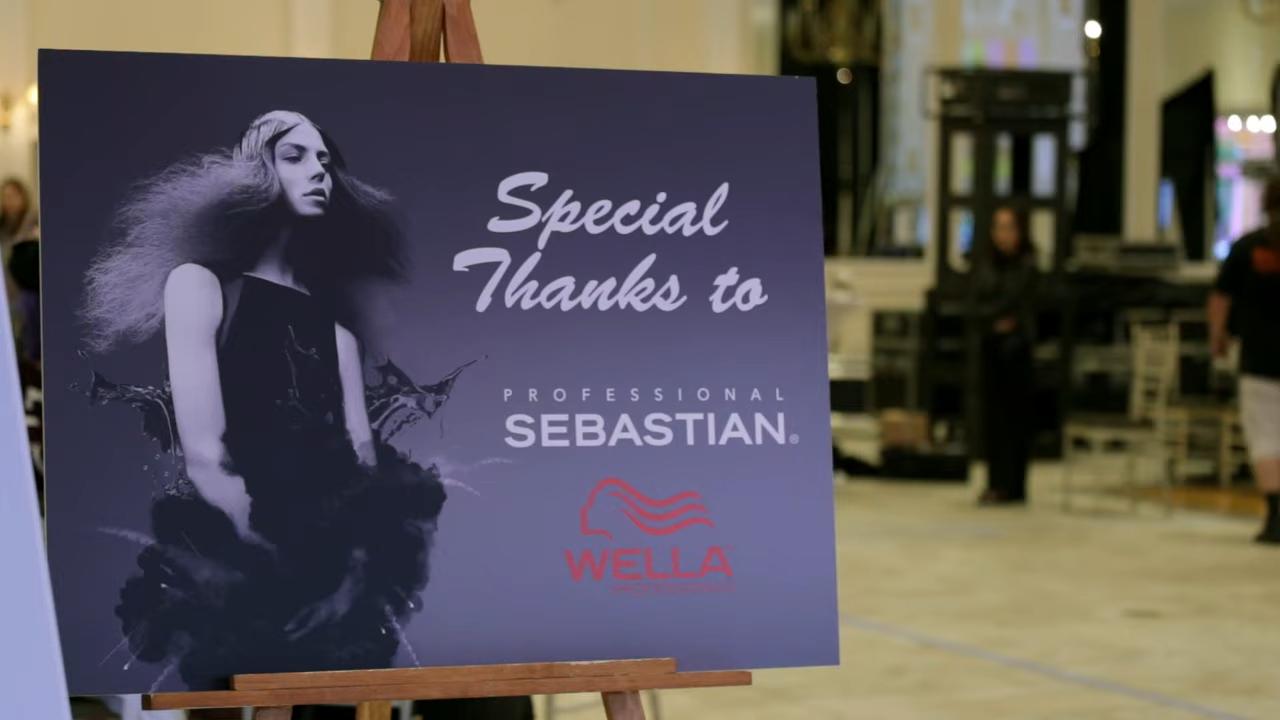 Special
Thanks to
PROFESSIONAL
SEBASTIAN®
WELLA